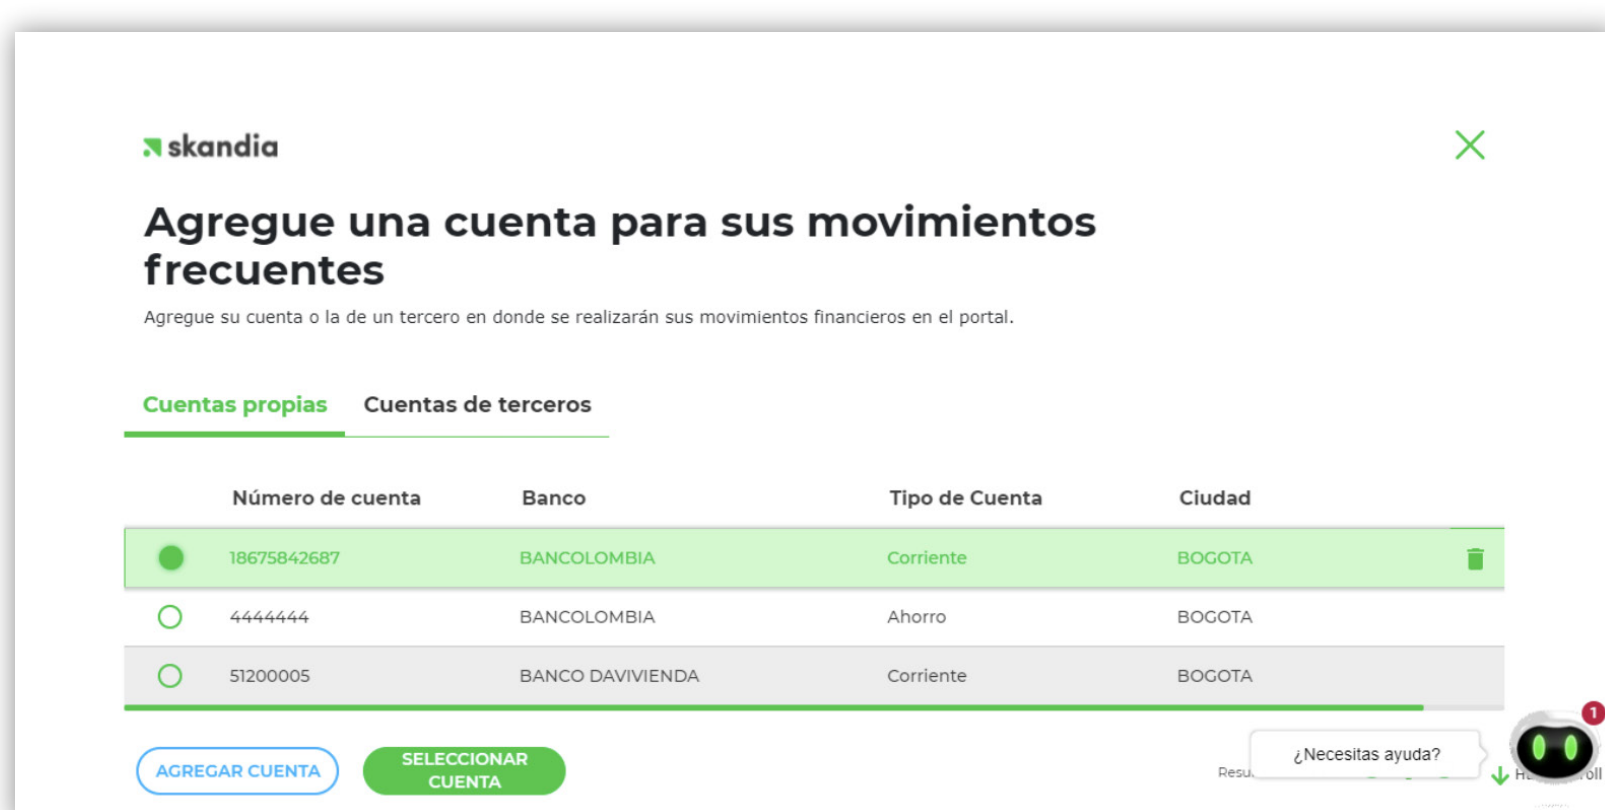 skandia
Agregue una cuenta para sus movimientos
frecuentes
Agregue su cuenta o la de un tercero en donde se realizarán sus movimientos financieros en el portal.
Cuentas propias Cuentas de terceros
Número de cuenta Banco Tipo de Cuenta Ciudad
18675842687 BANCOLOMBIA Corriente BOGOTA
4444444 BANCOLOMBIA Ahorro BOGOTA
51200005 BANCO DAVIVIENDA Corriente BOGOTA
AGREGAR CUENTA
SELECCIONAR
CUENTA
¿Necesitas ayuda?
1